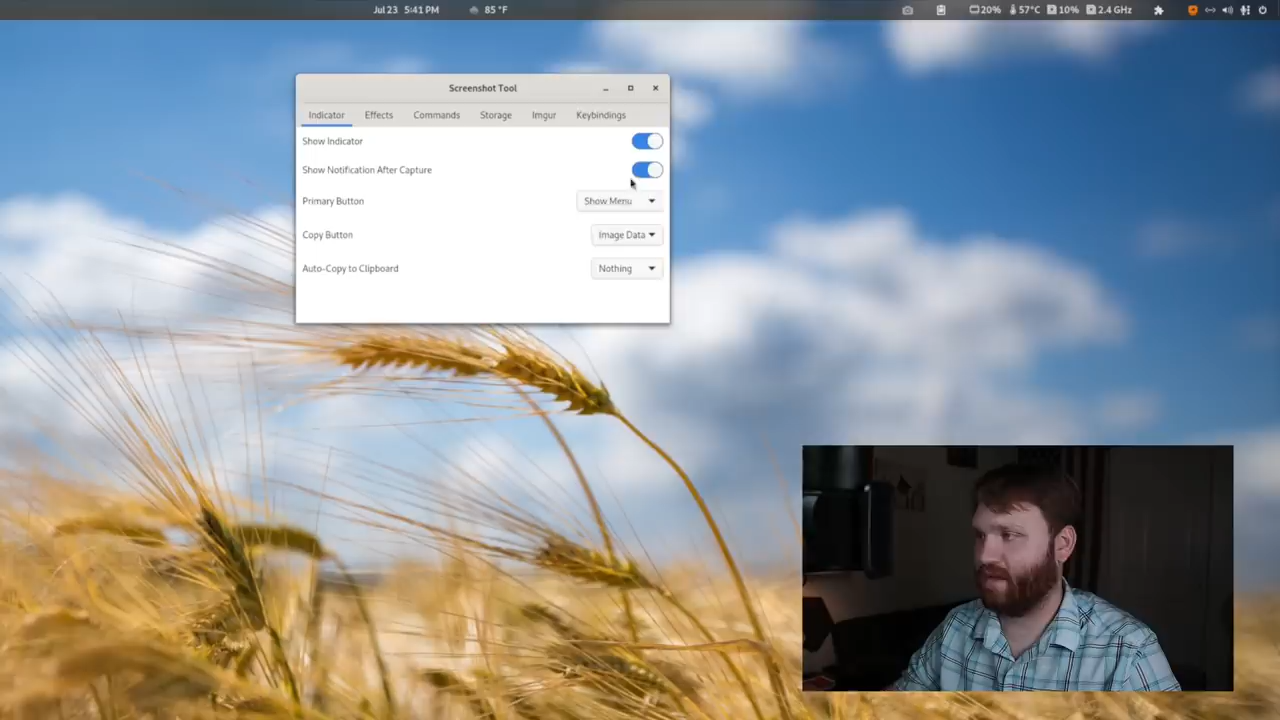 Jul 23 5:41 PM 85 °F 20% 57°C 10% 2.4 GHz
Screenshot Tool
Indicator Effects Commands Storage Imgur Keybindings
Show Indicator
Show Notification After Capture
Primary Button Show Menu
Copy Button Image Data
Auto-Copy to Clipboard Nothing